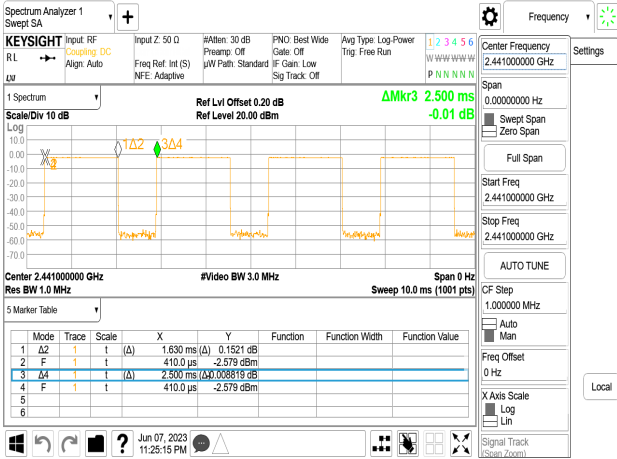 Spectrum Analyzer 1
Swept SA
Frequency
KEYSIGHT
RL
Input: RF
Coupling: DC
Align: Auto
Input Z: 50 Ω
Freq Ref: Int (S)
NFE: Adaptive
#Atten: 30 dB
Preamp: Off
µW Path: Standard
PNO: Best Wide
Gate: Off
IF Gain: Low
Sig Track: Off
Avg Type: Log-Power
Trig: Free Run
1 2 3 4 5 6
W W W W W W
P N N N N N
LXI
1 Spectrum
Scale/Div 10 dB
Ref Lvl Offset 0.20 dB
Ref Level 20.00 dBm
ΔMkr3 2.500 ms
-0.01 dB
Log
10.0
0.00
-10.0
-20.0
-30.0
-40.0
-50.0
-60.0
-70.0
1Δ2
3Δ4
Center 2.441000000 GHz
Res BW 1.0 MHz
#Video BW 3.0 MHz
Span 0 Hz
Sweep 10.0 ms (1001 pts)
5 Marker Table
Mode Trace Scale X Y Function Function Width Function Value
1 Δ2 1 t (Δ) 1.630 ms (Δ) 0.1521 dB
2 F 1 t 410.0 µs -2.579 dBm
3 Δ4 1 t (Δ) 2.500 ms (Δ) -0.008819 dB
4 F 1 t 410.0 µs -2.579 dBm
5
6
?
Jun 07, 2023
11:25:15 PM
Center Frequency
2.441000000 GHz
Settings
Span
0.00000000 Hz
Swept Span
Zero Span
Full Span
Start Freq
2.441000000 GHz
Stop Freq
2.441000000 GHz
AUTO TUNE
CF Step
1.000000 MHz
Auto
Man
Freq Offset
0 Hz
Local
X Axis Scale
Log
Lin
Signal Track
(Span Zoom)